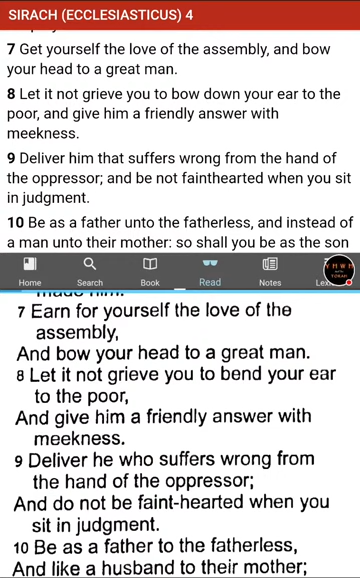 SIRACH (ECCLESIASTICUS) 4
7 Get yourself the love of the assembly, and bow
your head to a great man.
8 Let it not grieve you to bow down your ear to the
poor, and give him a friendly answer with
meekness.
9 Deliver him that suffers wrong from the hand of
the oppressor; and be not fainthearted when you sit
in judgment.
10 Be as a father unto the fatherless, and instead of
a man unto their mother: so shall you be as the son
Home Search Book Read Notes
made him.
7 Earn for yourself the love of the
assembly,
And bow your head to a great man.
8 Let it not grieve you to bend your ear
to the poor,
And give him a friendly answer with
meekness.
9 Deliver he who suffers wrong from
the hand of the oppressor;
And do not be faint-hearted when you
sit in judgment.
10 Be as a father to the fatherless,
And like a husband to their mother;